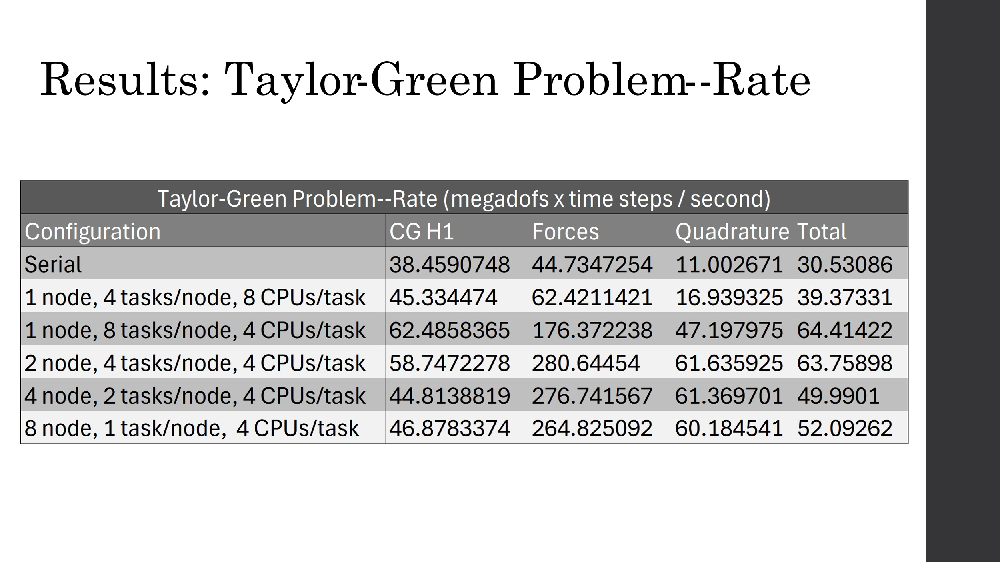 Results: Taylor-Green Problem--Rate
Taylor-Green Problem--Rate (megadofs x time steps / second)
Configuration CG H1 Forces Quadrature Total
Serial 38.4590748 44.7347254 11.002671 30.53086
1 node, 4 tasks/node, 8 CPUs/task 45.334474 62.4211421 16.939325 39.37331
1 node, 8 tasks/node, 4 CPUs/task 62.4858365 176.372238 47.197975 64.41422
2 node, 4 tasks/node, 4 CPUs/task 58.7472278 280.64454 61.635925 63.75898
4 node, 2 tasks/node, 4 CPUs/task 44.8138819 276.741567 61.369701 49.9901
8 node, 1 task/node,  4 CPUs/task 46.8783374 264.825092 60.184541 52.09262